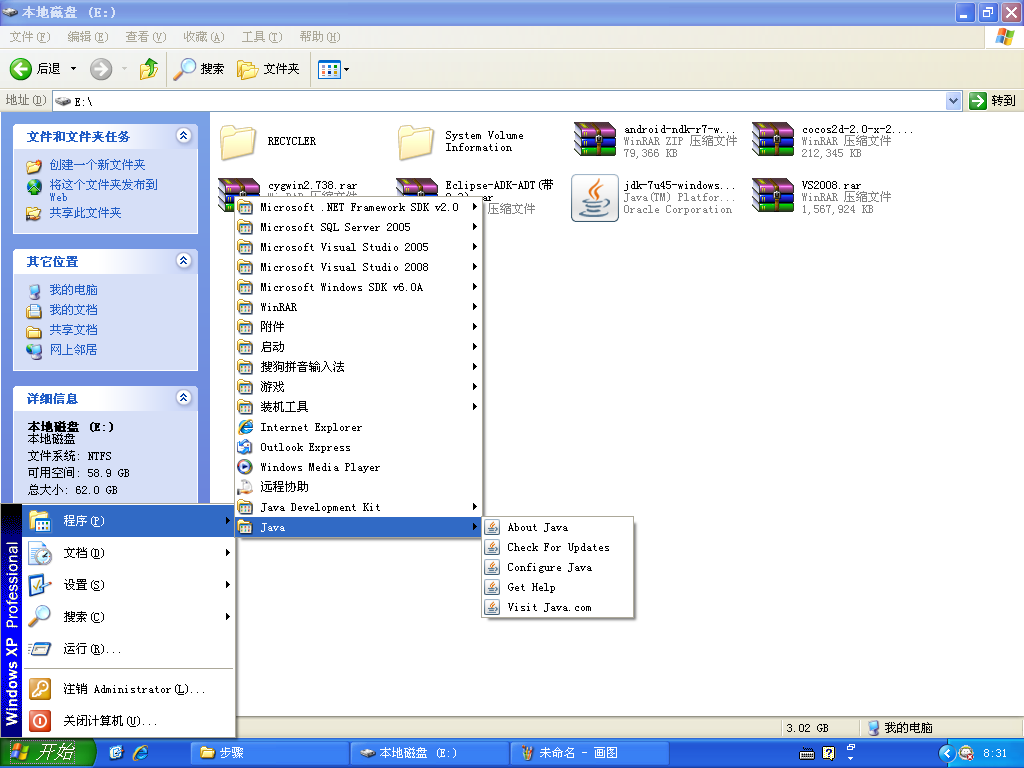 本地磁盘 (E:)
文件(F) 编辑(E) 查看(V) 收藏(A) 工具(T) 帮助(H)
后退 搜索 文件夹
地址(D) E:\ 转到
文件和文件夹任务
创建一个新文件夹
将这个文件夹发布到
Web
共享此文件夹
其它位置
我的电脑
我的文档
共享文档
网上邻居
详细信息
本地磁盘 (E:)
本地磁盘
文件系统: NTFS
可用空间: 58.9 GB
总大小: 62.0 GB
RECYCLER
System Volume
Information
android-ndk-r7-w...
WinRAR ZIP 压缩文件
79,366 KB
cocos2d-2.0-x-2....
WinRAR 压缩文件
212,345 KB
cygwin2.738.rar
WinRAR 压缩文件
Eclipse-ADK-ADT(带
压缩文件
jdk-7u45-windows...
Java(TM) Platfor...
Oracle Corporation
VS2008.rar
WinRAR 压缩文件
1,567,924 KB
Microsoft .NET Framework SDK v2.0
Microsoft SQL Server 2005
Microsoft Visual Studio 2005
Microsoft Visual Studio 2008
Microsoft Windows SDK v6.0A
WinRAR
附件
启动
搜狗拼音输入法
游戏
装机工具
Internet Explorer
Outlook Express
Windows Media Player
远程协助
Java Development Kit
Java
About Java
Check For Updates
Configure Java
Get Help
Visit Java.com
Windows XP Professional
程序(P)
文档(D)
设置(S)
搜索(C)
运行(R)...
注销 Administrator(L)...
关闭计算机(U)...
3.02 GB 我的电脑
开始 步骤 本地磁盘 (E:) 未命名 - 画图 8:31